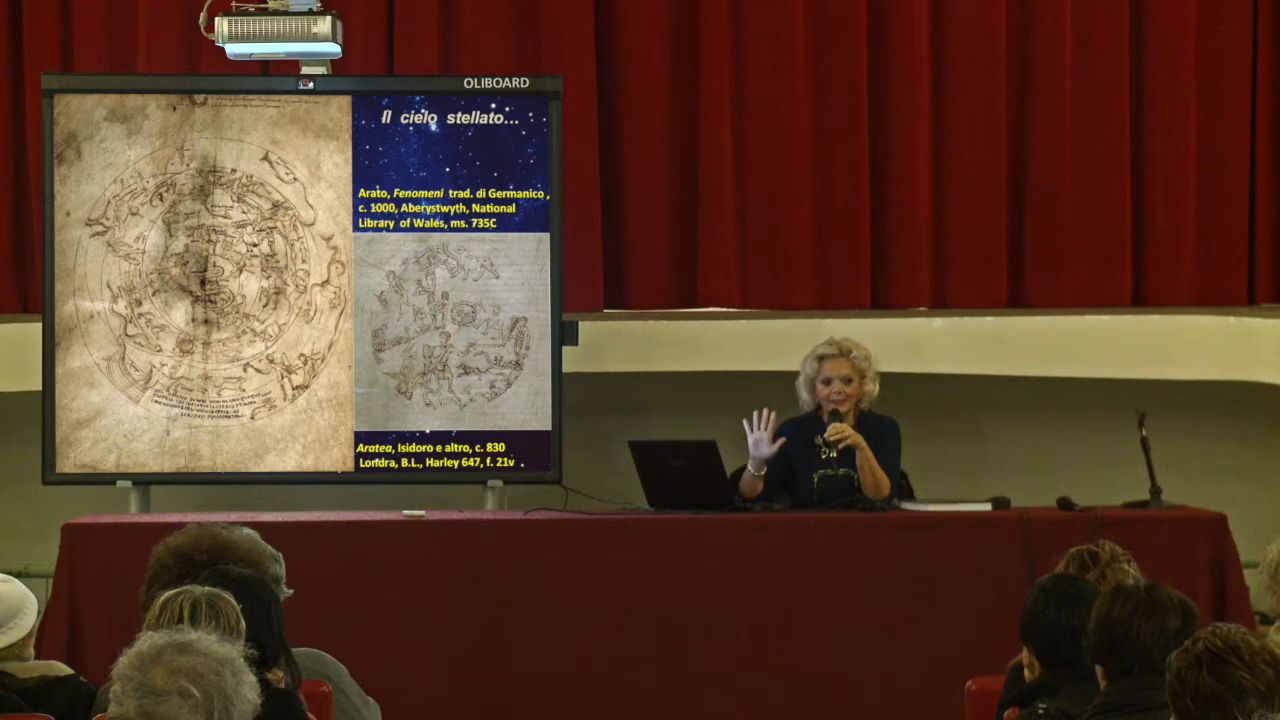 OLIBOARD
Il cielo stellato...
Arato, Fenomeni trad. di Germanico ,
c. 1000, Aberystwyth, National
Library of Wales, ms. 735C
Aratea, Isidoro e altro, c. 830
Londra, B.L., Harley 647, f. 21v